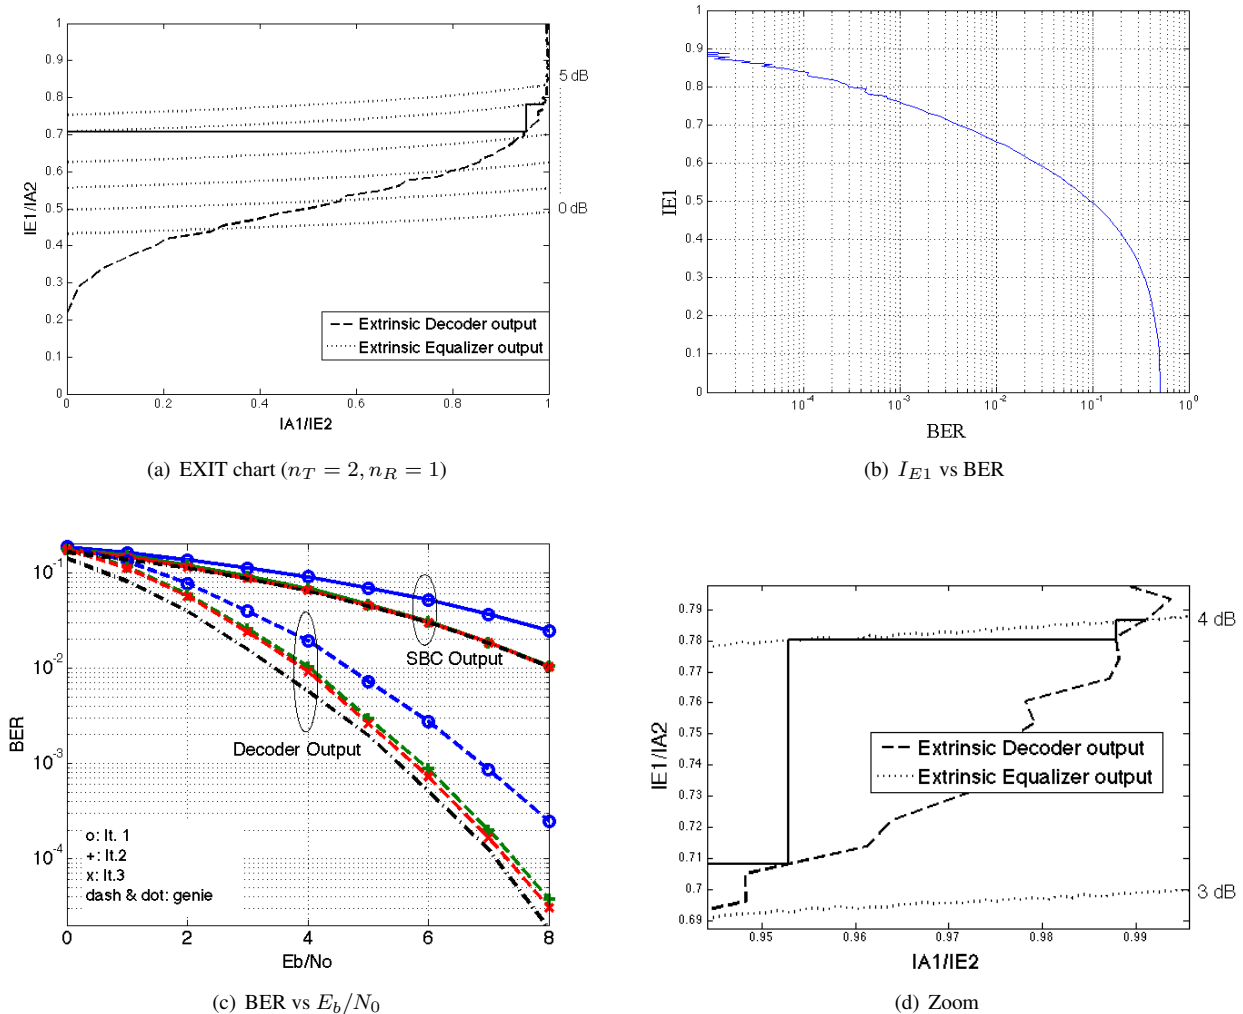 1
0.9
0.8
0.7
0.6
0.5
0.4
0.3
0.2
0.1
0
0
0.2
0.4
0.6
0.8
1
IE1/IA2
IA1/IE2
5 dB
0 dB
Extrinsic Decoder output
Extrinsic Equalizer output
(a) EXIT chart (n_T = 2, n_R = 1)
1
0.9
0.8
0.7
0.6
0.5
0.4
0.3
0.2
0.1
0
10^-4
10^-3
10^-2
10^-1
10^0
IE1
BER
(b) I_E1 vs BER
10^-1
10^-2
10^-3
10^-4
0
2
4
6
8
BER
Eb/No
SBC Output
Decoder Output
o: It. 1
+: It.2
x: It.3
dash & dot: genie
(c) BER vs E_b/N_0
0.79
0.78
0.77
0.76
0.75
0.74
0.73
0.72
0.71
0.7
0.69
0.95
0.96
0.97
0.98
0.99
IE1/IA2
IA1/IE2
4 dB
3 dB
Extrinsic Decoder output
Extrinsic Equalizer output
(d) Zoom